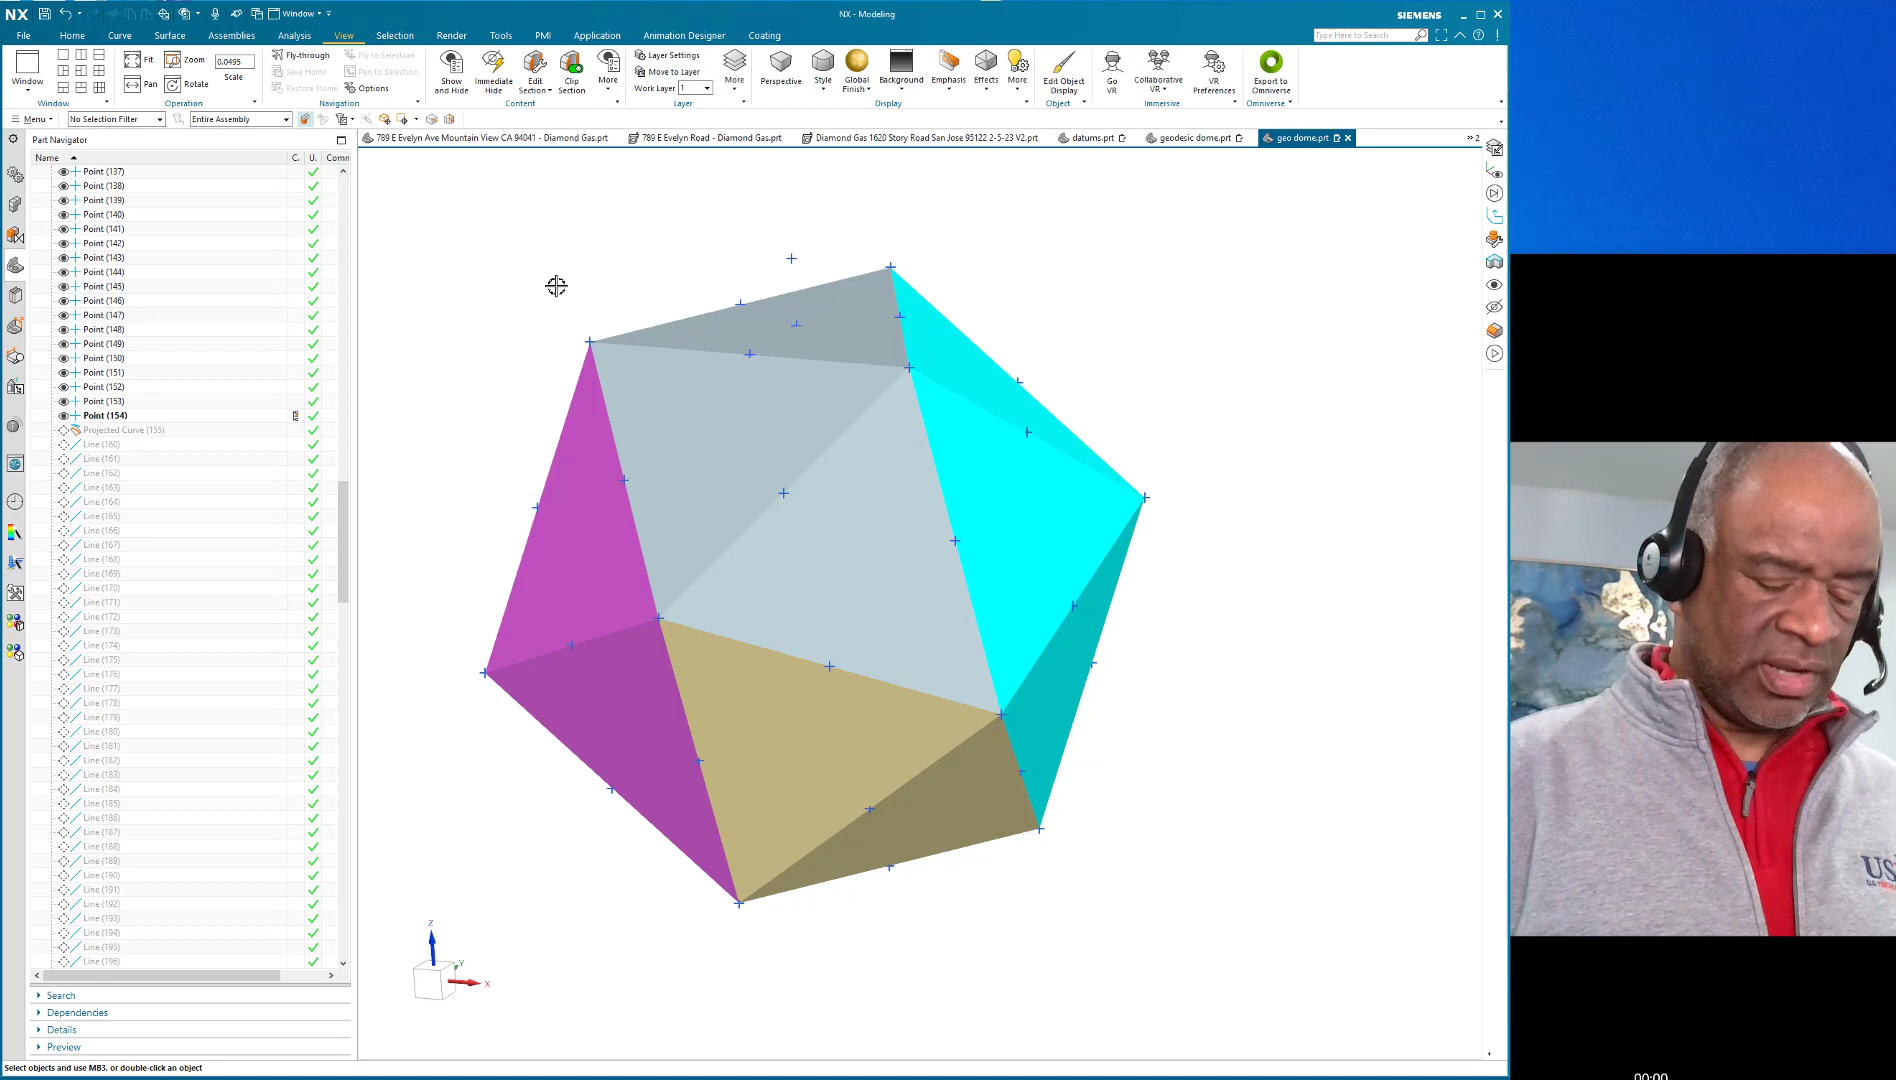 NX
Window
NX - Modeling
SIEMENS
File Home Curve Surface Assemblies Analysis View Selection Render Tools PMI Application Animation Designer Coating
Type Here to Search
Window
Fit
Pan
Zoom
Rotate
0.0495
Scale
Fly-through
Save Home
Restore Home
Fly to Selection
Pan to Selection
Options
Show and Hide
Immediate Hide
Edit Section
Clip Section
More
Layer Settings
Move to Layer
Work Layer 1
More
Perspective
Style
Global Finish
Background
Emphasis
Effects
More
Edit Object Display
Go VR
Collaborative VR
VR Preferences
Export to Omniverse
Window Operation Navigation Content Layer Display Object Immersive Omniverse
Menu No Selection Filter Entire Assembly
Part Navigator
789 E Evelyn Ave Mountain View CA 94041 - Diamond Gas.prt
789 E Evelyn Road - Diamond Gas.prt
Diamond Gas 1620 Story Road San Jose 95122 2-5-23 V2.prt
datums.prt
geodesic dome.prt
geo dome.prt
2
Name C. U. Comn
Point (137)
Point (138)
Point (139)
Point (140)
Point (141)
Point (142)
Point (143)
Point (144)
Point (145)
Point (146)
Point (147)
Point (148)
Point (149)
Point (150)
Point (151)
Point (152)
Point (153)
Point (154)
Projected Curve (155)
Line (160)
Line (161)
Line (162)
Line (163)
Line (164)
Line (165)
Line (166)
Line (167)
Line (168)
Line (169)
Line (170)
Line (171)
Line (172)
Line (173)
Line (174)
Line (175)
Line (176)
Line (177)
Line (178)
Line (179)
Line (180)
Line (181)
Line (182)
Line (183)
Line (184)
Line (185)
Line (186)
Line (187)
Line (188)
Line (189)
Line (190)
Line (191)
Line (192)
Line (193)
Line (194)
Line (195)
Line (196)
Search
Dependencies
Details
Preview
Z
Y
X
Select objects and use MB3, or double-click an object
US
00:00